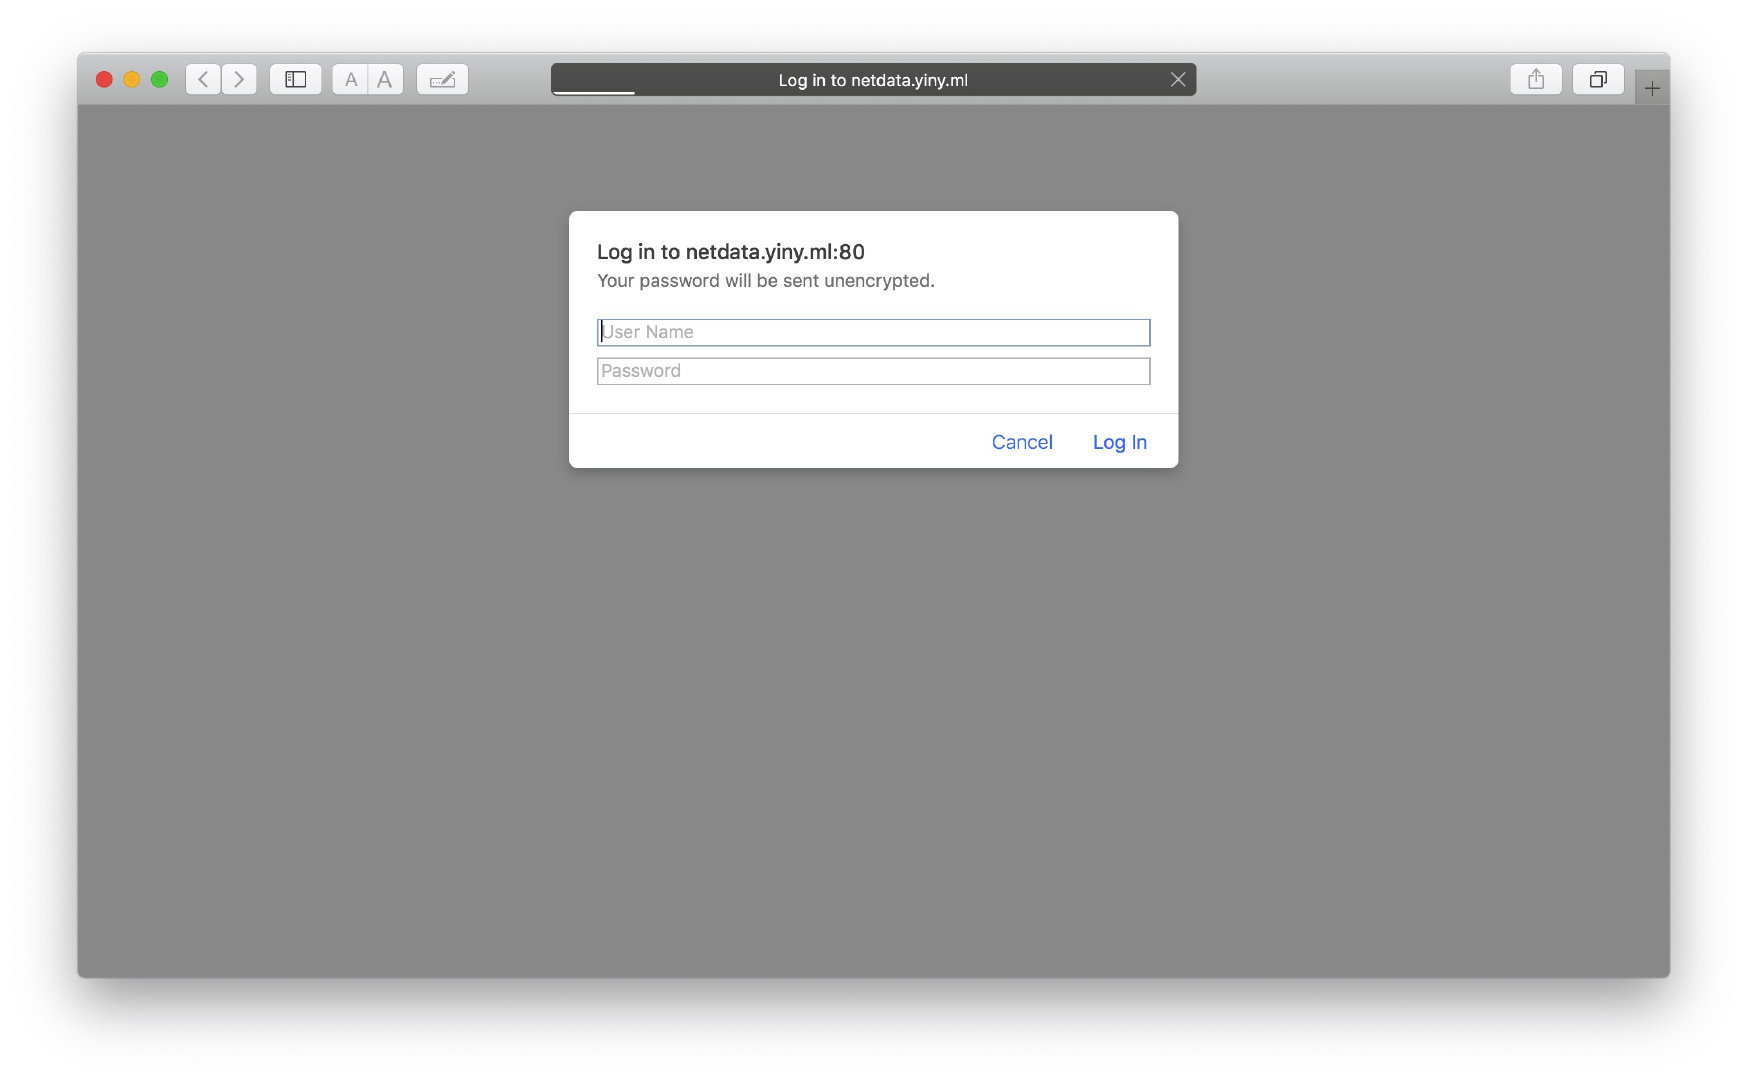 A A
Log in to netdata.yiny.ml
Log in to netdata.yiny.ml:80
Your password will be sent unencrypted.
User Name
Password
Cancel Log In